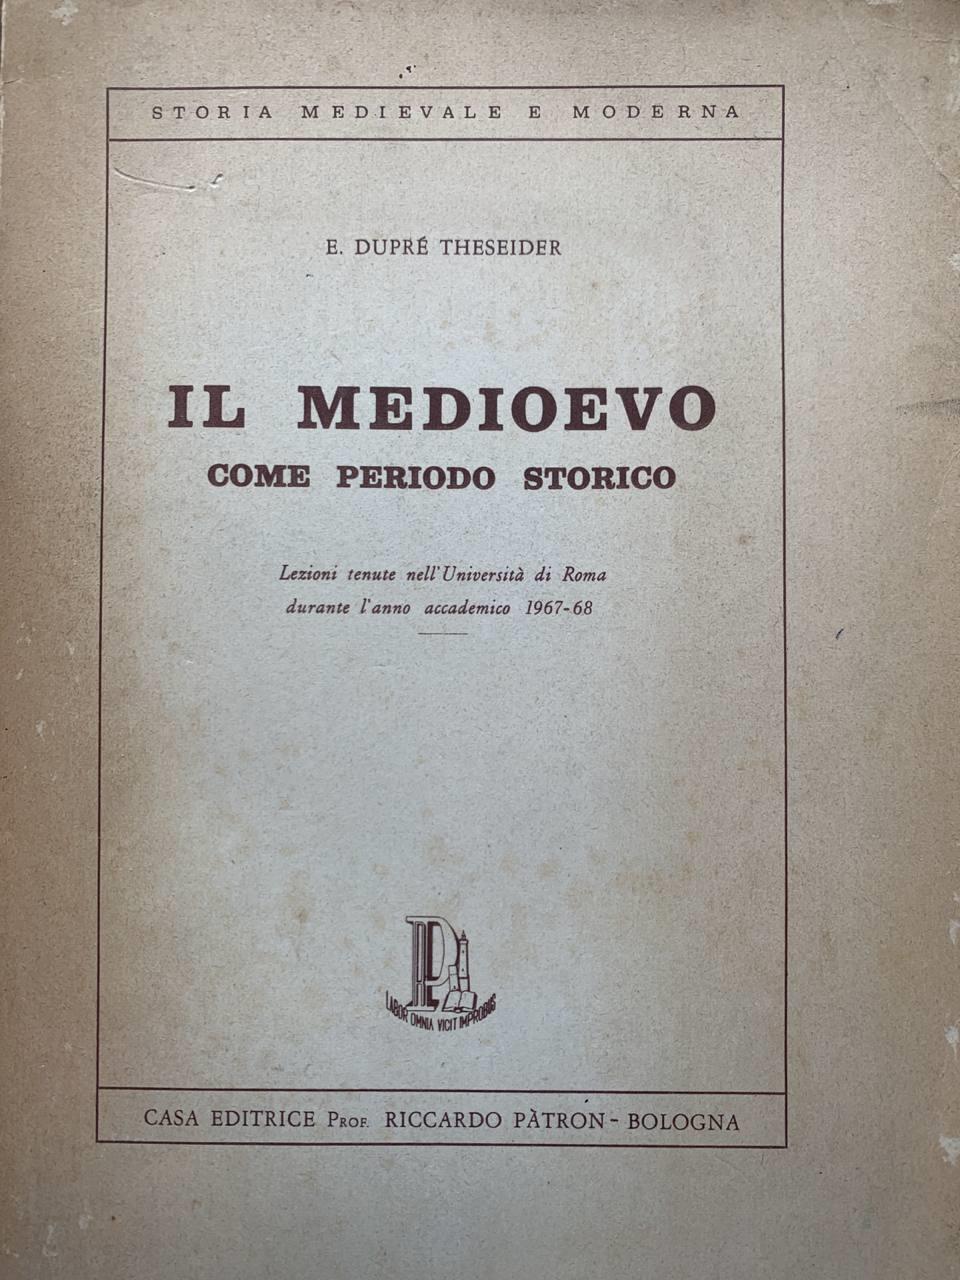 STORIA MEDIEVALE E MODERNA
E. DUPRÉ THESEIDER
IL MEDIOEVO
COME PERIODO STORICO
Lezioni tenute nell'Università di Roma
durante l'anno accademico 1967-68
P
LABOR OMNIA VICIT IMPROBUS
CASA EDITRICE PROF. RICCARDO PÀTRON - BOLOGNA